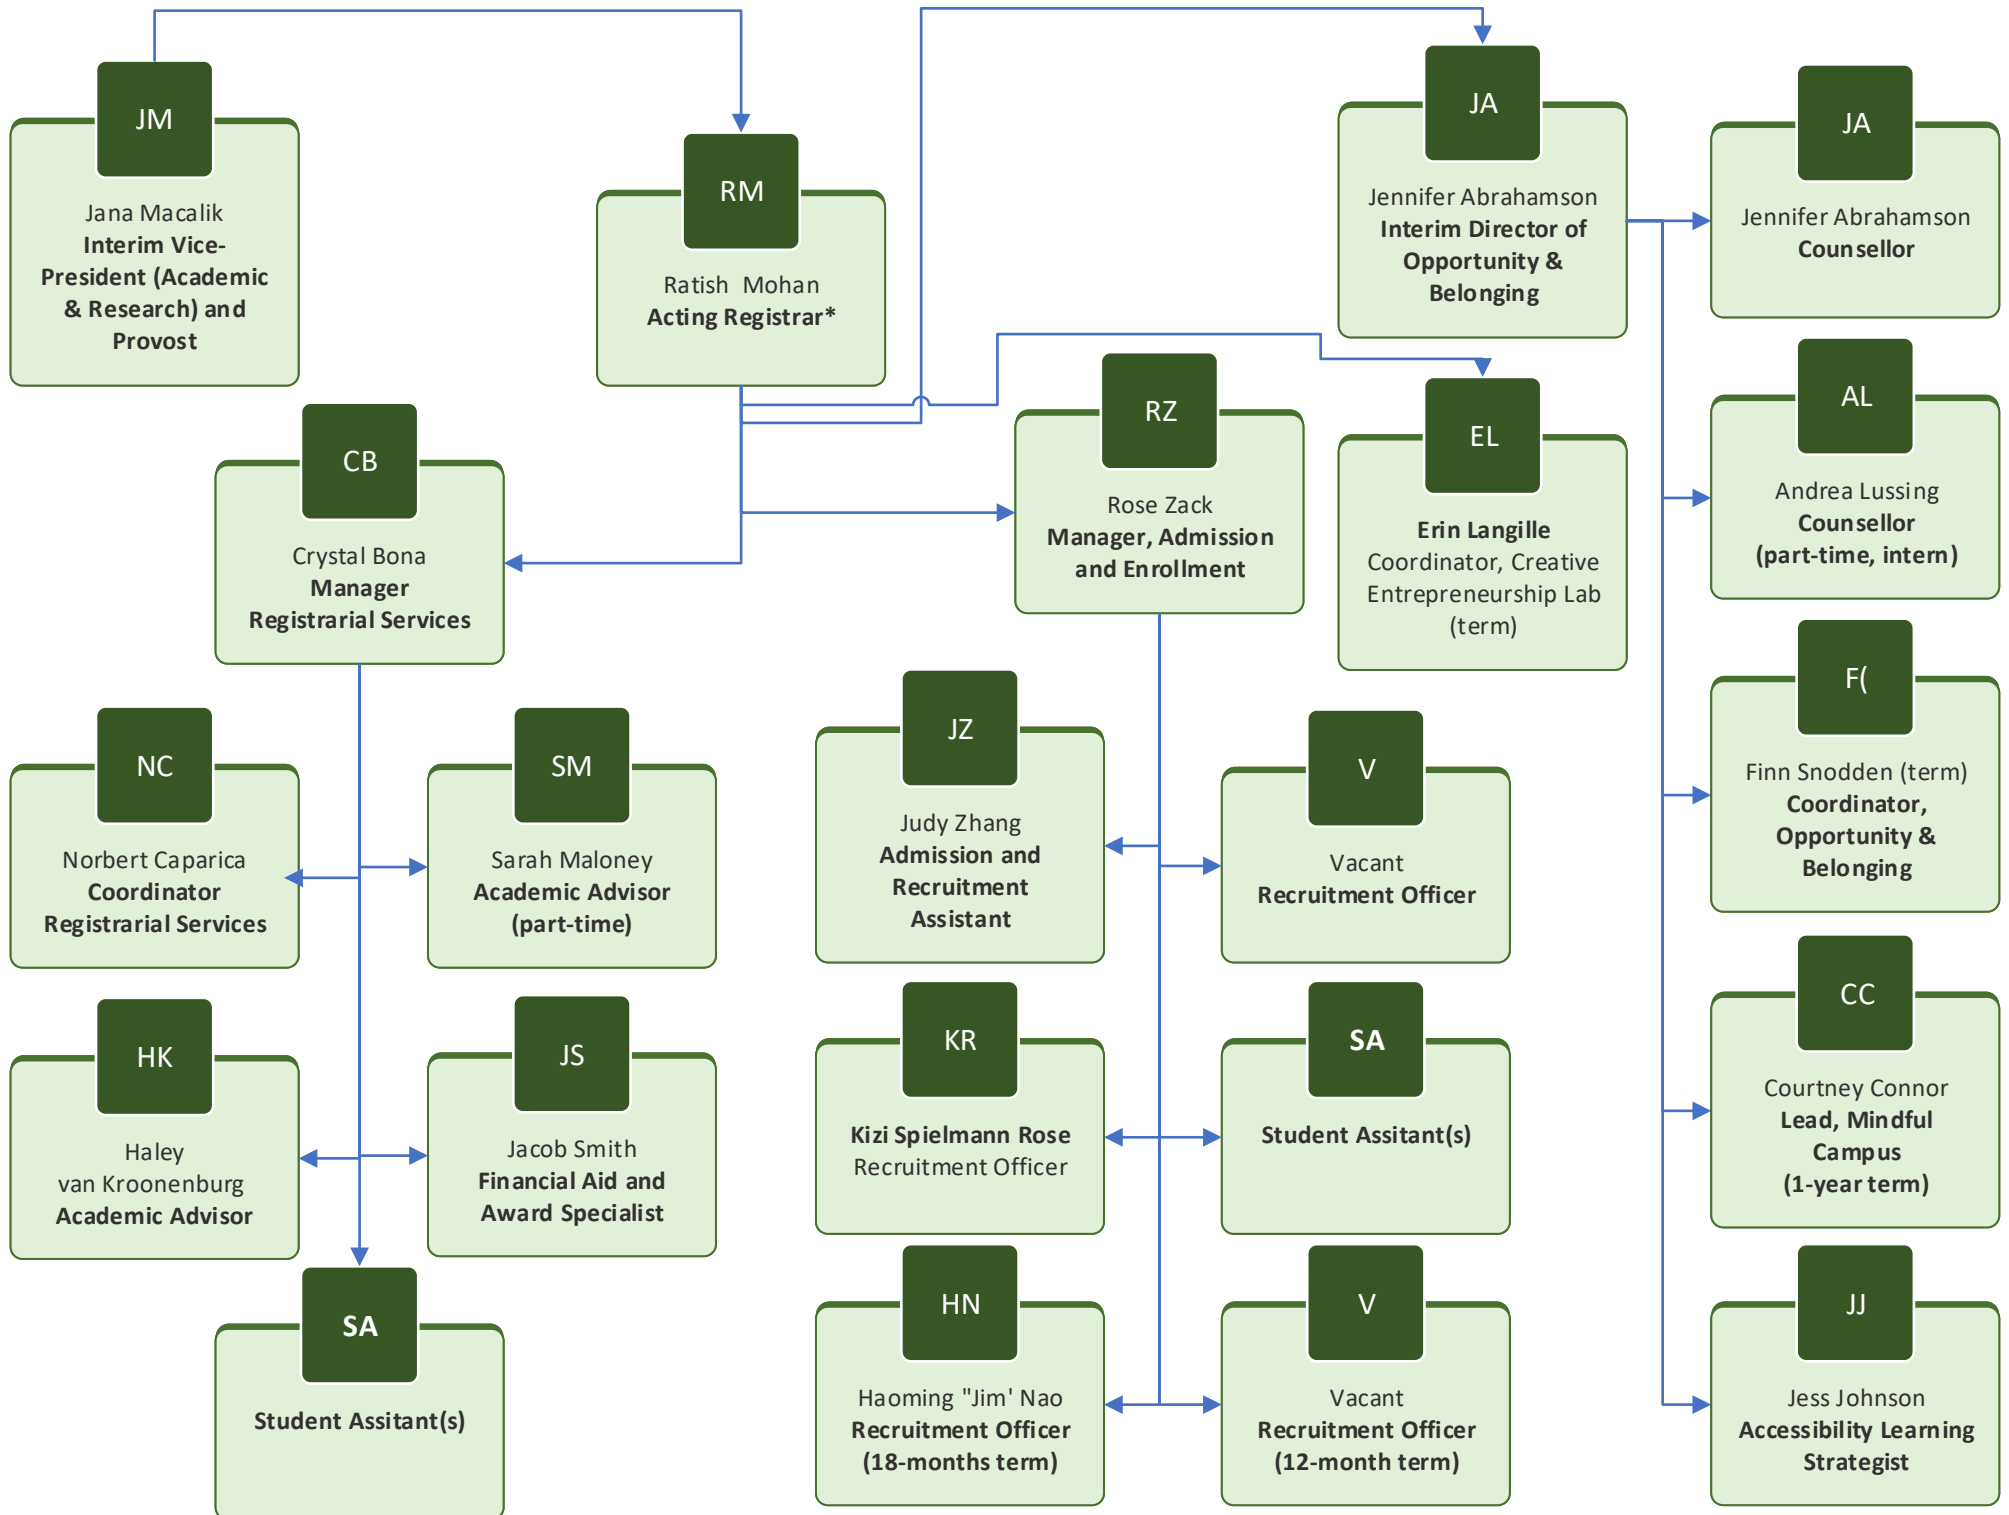 JM
Jana Macalik
Interim Vice-
President (Academic
& Research) and
Provost
RM
Ratish  Mohan
Acting Registrar*
JA
Jennifer Abrahamson
Interim Director of
Opportunity &
Belonging
JA
Jennifer Abrahamson
Counsellor
CB
Crystal Bona
Manager
Registrarial Services
RZ
Rose Zack
Manager, Admission
and Enrollment
EL
Erin Langille
Coordinator, Creative
Entrepreneurship Lab
(term)
AL
Andrea Lussing
Counsellor
(part-time, intern)
NC
Norbert Caparica
Coordinator
Registrarial Services
SM
Sarah Maloney
Academic Advisor
(part-time)
JZ
Judy Zhang
Admission and
Recruitment
Assistant
V
Vacant
Recruitment Officer
F(
Finn Snodden (term)
Coordinator,
Opportunity &
Belonging
HK
Haley
van Kroonenburg
Academic Advisor
JS
Jacob Smith
Financial Aid and
Award Specialist
KR
Kizi Spielmann Rose
Recruitment Officer
SA
Student Assitant(s)
CC
Courtney Connor
Lead, Mindful
Campus
(1-year term)
SA
Student Assitant(s)
HN
Haoming "Jim' Nao
Recruitment Officer
(18-months term)
V
Vacant
Recruitment Officer
(12-month term)
JJ
Jess Johnson
Accessibility Learning
Strategist